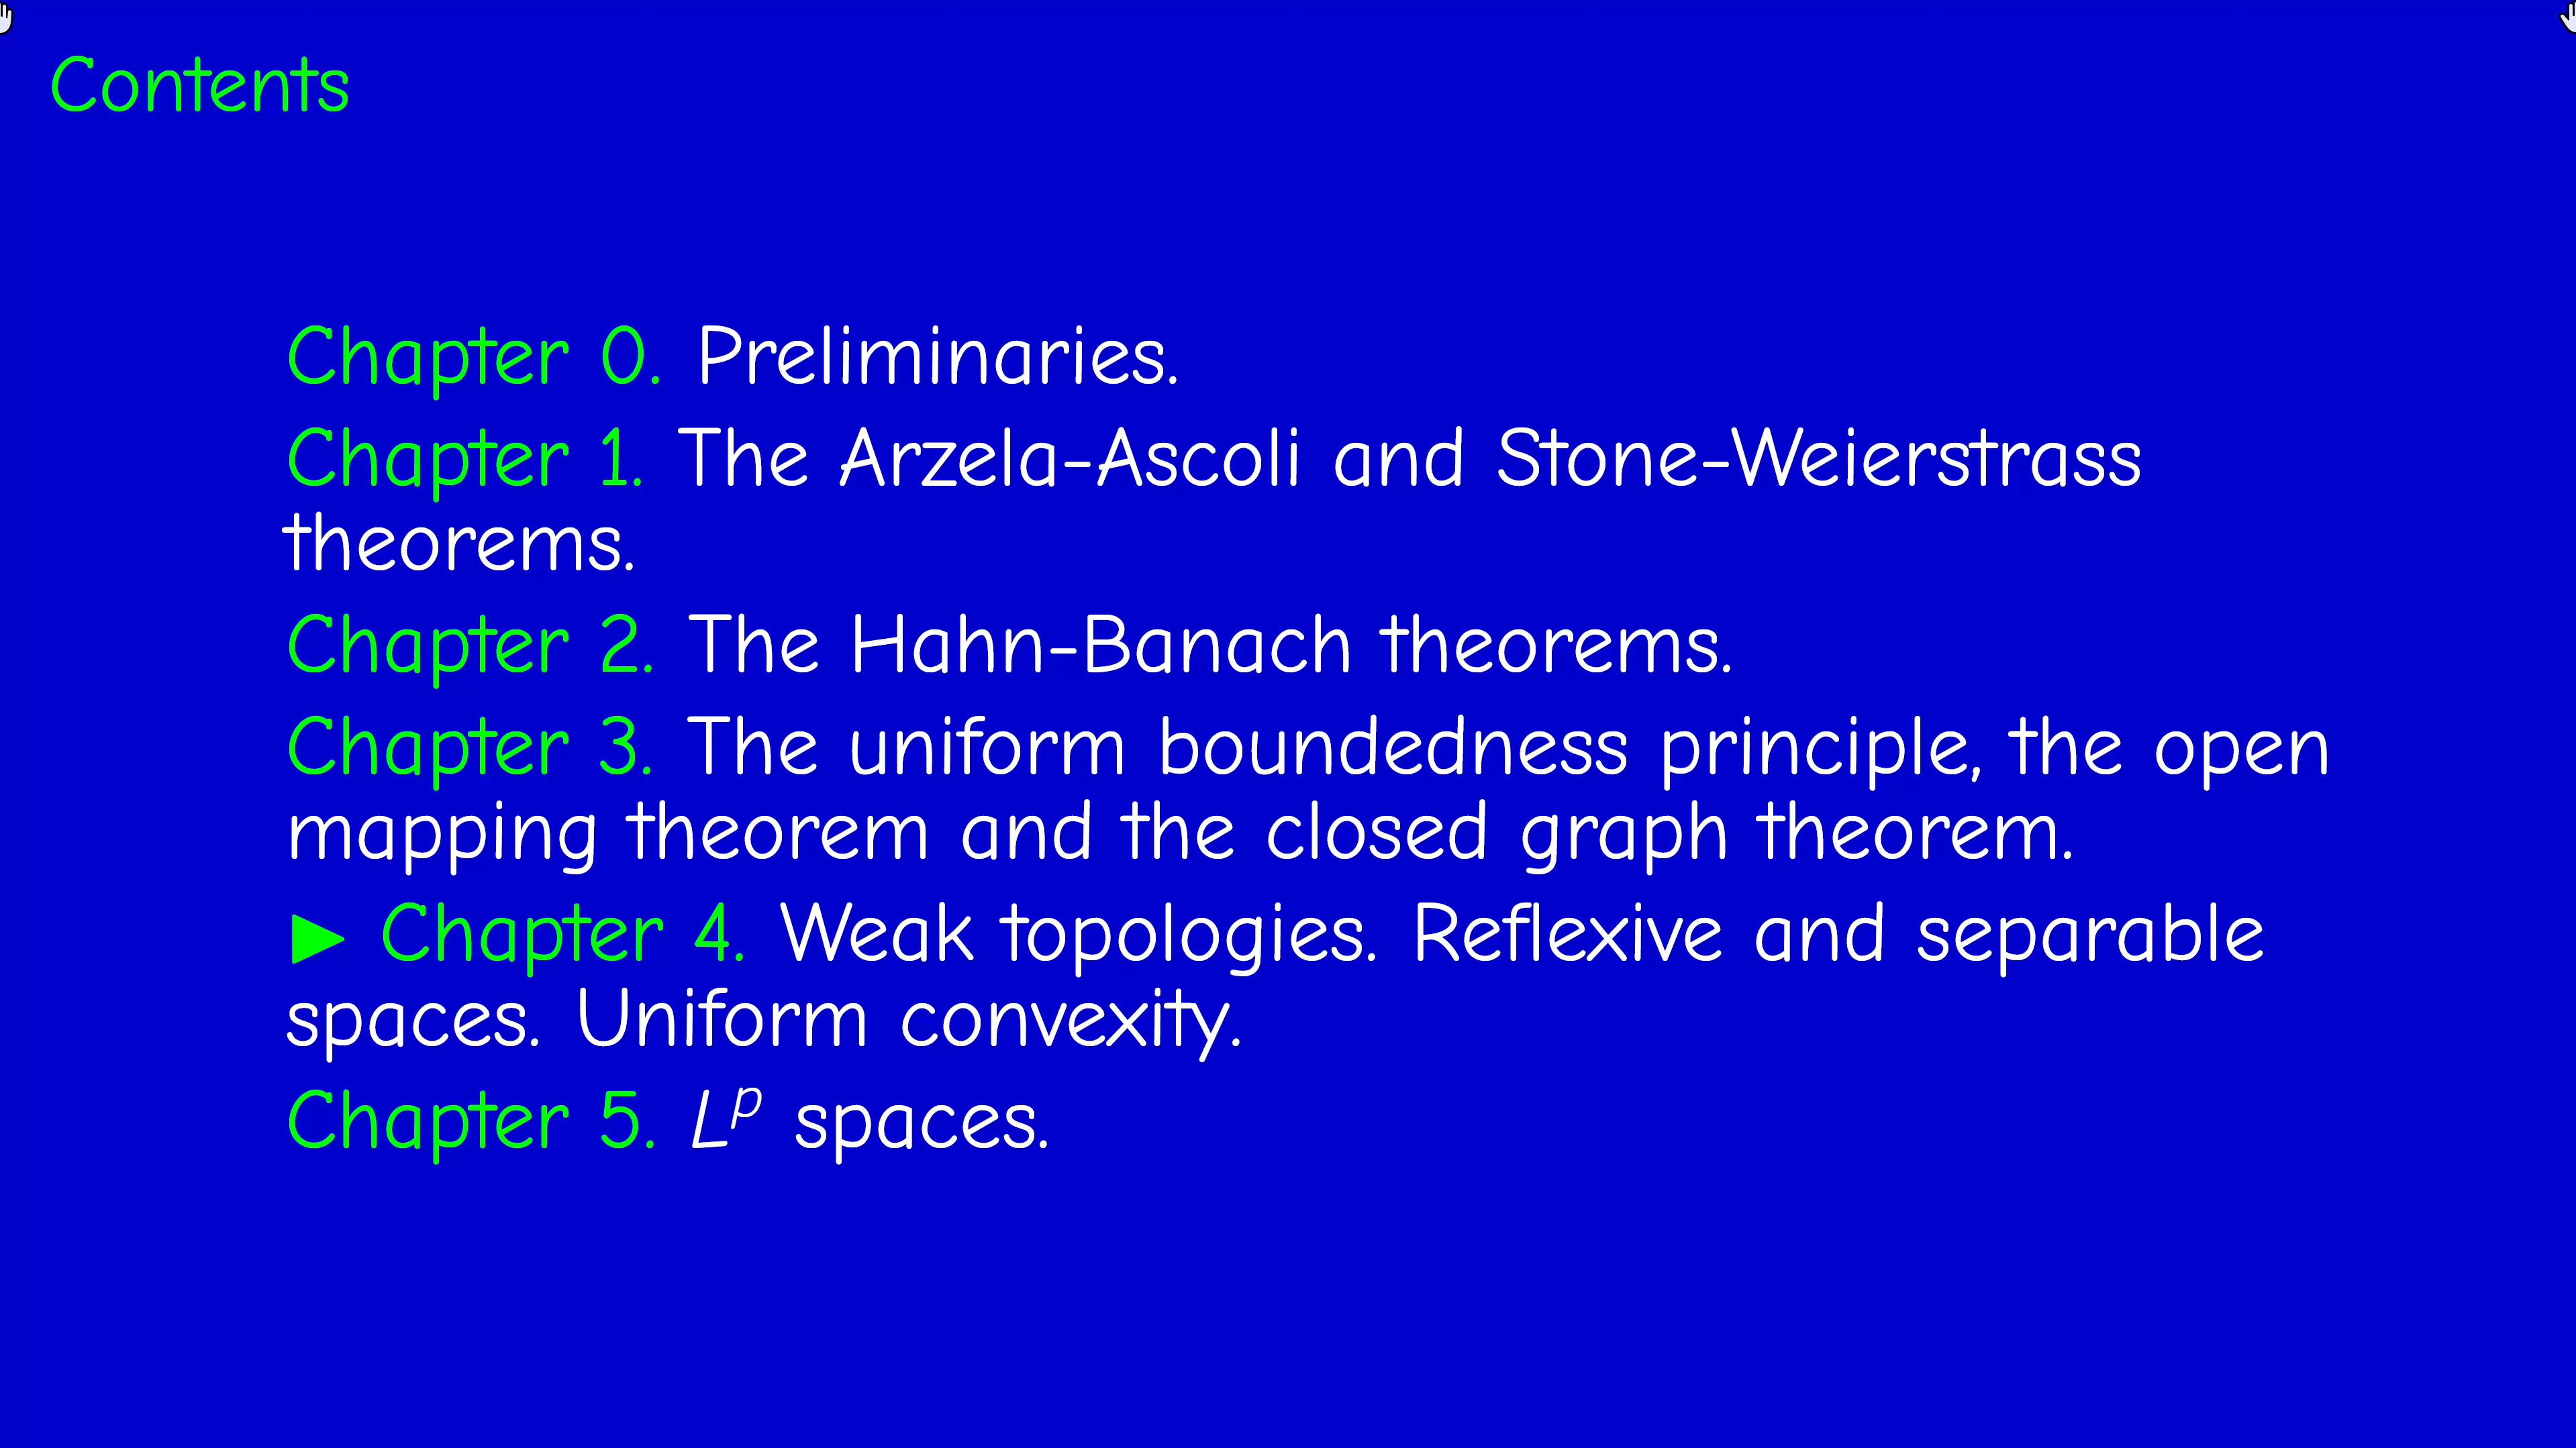 Contents
Chapter 0. Preliminaries.
Chapter 1. The Arzela-Ascoli and Stone-Weierstrass
theorems.
Chapter 2. The Hahn-Banach theorems.
Chapter 3. The uniform boundedness principle, the open
mapping theorem and the closed graph theorem.
▶ Chapter 4. Weak topologies. Reflexive and separable
spaces. Uniform convexity.
Chapter 5. L^p spaces.